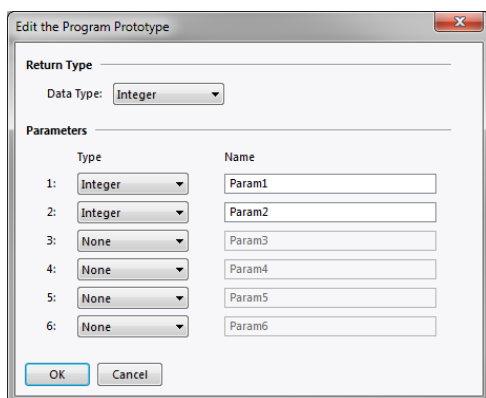 Edit the Program Prototype
Return Type
Data Type: Integer
Parameters
Type Name
1: Integer Param1
2: Integer Param2
3: None Param3
4: None Param4
5: None Param5
6: None Param6
OK Cancel